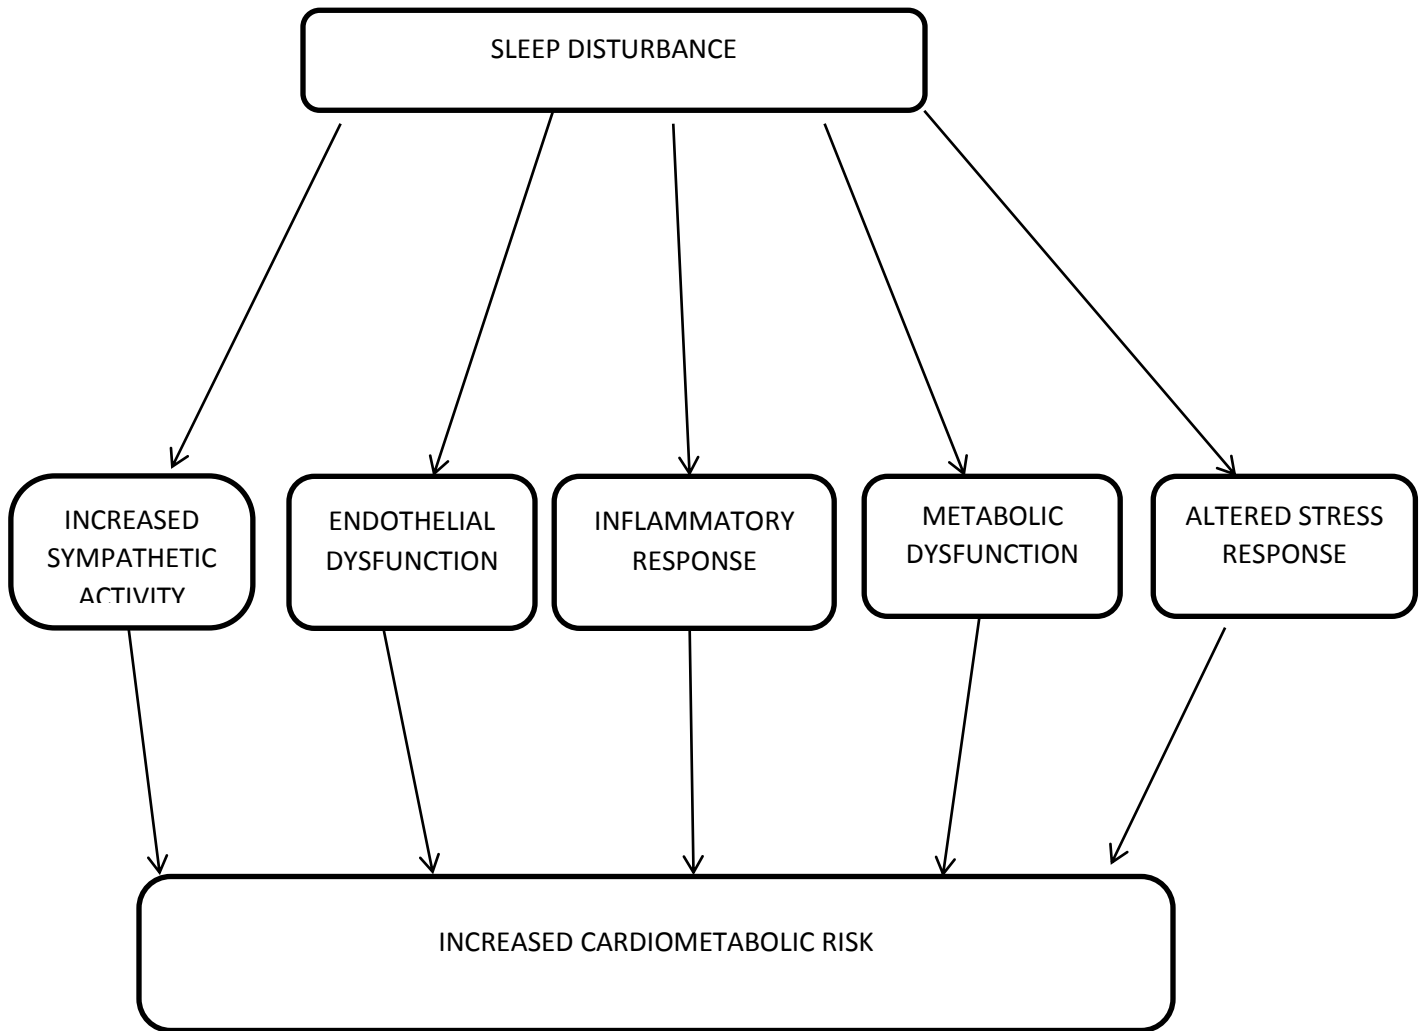 SLEEP DISTURBANCE
INCREASED
SYMPATHETIC
ACTIVITY
ENDOTHELIAL
DYSFUNCTION
INFLAMMATORY
RESPONSE
METABOLIC
DYSFUNCTION
ALTERED STRESS
RESPONSE
INCREASED CARDIOMETABOLIC RISK